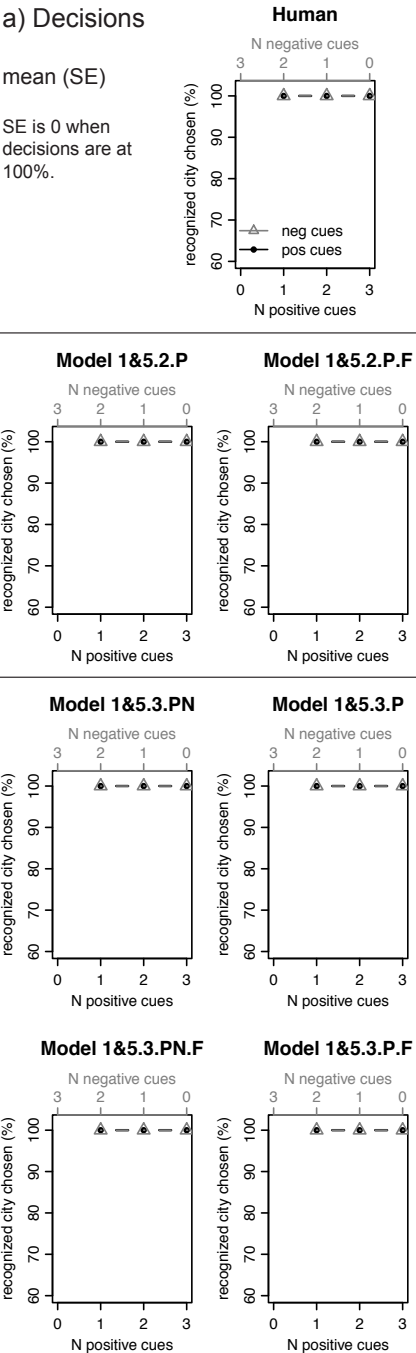 a) Decisions
mean (SE)
SE is 0 when
decisions are at
100%.
Human
N negative cues
3 2 1 0
recognized city chosen (%)
60 70 80 90 100
neg cues
pos cues
0 1 2 3
N positive cues
Model 1&5.2.P
N negative cues
3 2 1 0
recognized city chosen (%)
60 70 80 90 100
0 1 2 3
N positive cues
Model 1&5.2.P.F
N negative cues
3 2 1 0
recognized city chosen (%)
60 70 80 90 100
0 1 2 3
N positive cues
Model 1&5.3.PN
N negative cues
3 2 1 0
recognized city chosen (%)
60 70 80 90 100
0 1 2 3
N positive cues
Model 1&5.3.P
N negative cues
3 2 1 0
recognized city chosen (%)
60 70 80 90 100
0 1 2 3
N positive cues
Model 1&5.3.PN.F
N negative cues
3 2 1 0
recognized city chosen (%)
60 70 80 90 100
0 1 2 3
N positive cues
Model 1&5.3.P.F
N negative cues
3 2 1 0
recognized city chosen (%)
60 70 80 90 100
0 1 2 3
N positive cues